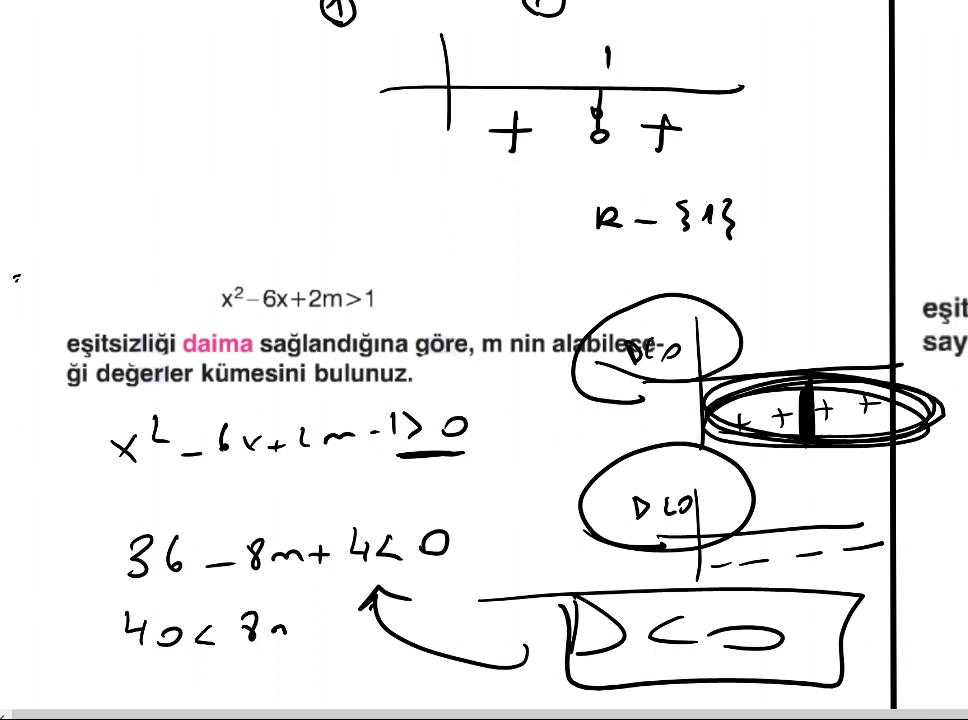 1
1
+ +
R - {1}
x² - 6x + 2m > 1
eşit
eşitsizliği daima sağlandığına göre, m nin alabilece-
say
ği değerler kümesini bulunuz.
D<0
+ + + +
x² - 6x + 2m - 1 > 0
D<0
36 - 8m + 4 < 0
D < 0
40 < 8m